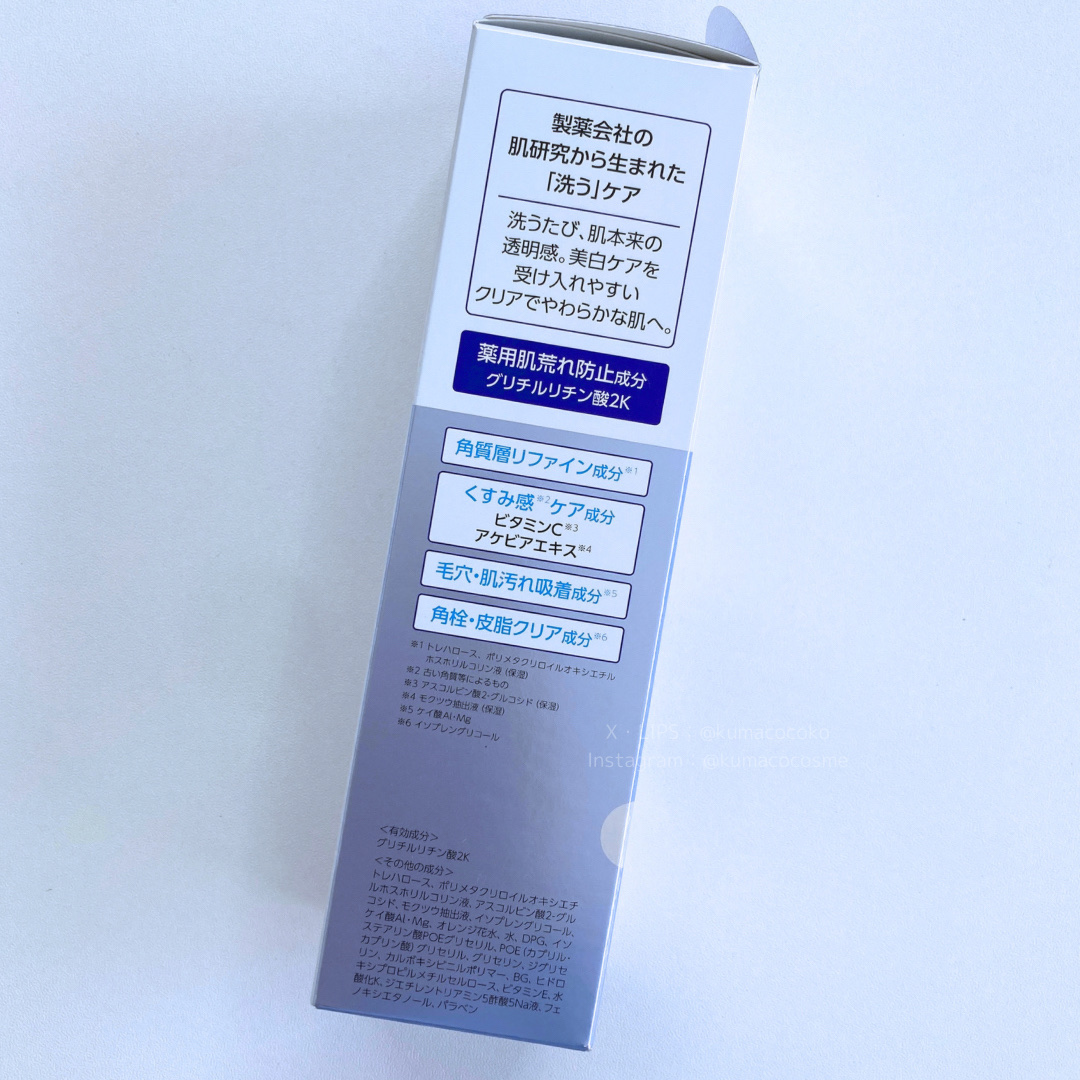 製薬会社の
肌研究から生まれた
「洗う」ケア
洗うたび、肌本来の
透明感。美白ケアを
受け入れやすい
クリアでやわらかな肌へ。
薬用肌荒れ防止成分
グリチルリチン酸2K
角質層リファイン成分※1
くすみ感※2ケア成分
ビタミンC※3
アケビアエキス※4
毛穴・肌汚れ吸着成分※5
角栓・皮脂クリア成分※6
※1 トレハロース、ポリメタクリロイルオキシエチル
ホスホリルコリン液 (保湿)
※2 古い角質等によるもの
※3 アスコルビン酸2-グルコシド (保湿)
※4 モクツウ抽出液 (保湿)
※5 ケイ酸Al・Mg
※6 イソプレングリコール
X・LIPS：@kumacocoko
Instagram：@kumacocosme
＜有効成分＞
グリチルリチン酸2K
＜その他の成分＞
トレハロース、ポリメタクリロイルオキシエチ
ルホスホリルコリン液、アスコルビン酸2-グル
コシド、モクツウ抽出液、イソプレングリコール、
ケイ酸Al・Mg、オレンジ花水、水、DPG、イソ
ステアリン酸POEグリセリル、POE (カプリル・
カプリン酸) グリセリル、グリセリン、ジグリセ
リン、カルボキシビニルポリマー、BG、ヒドロ
キシプロピルメチルセルロース、ビタミンE、水
酸化K、ジエチレントリアミン5酢酸5Na液、フェ
ノキシエタノール、パラベン